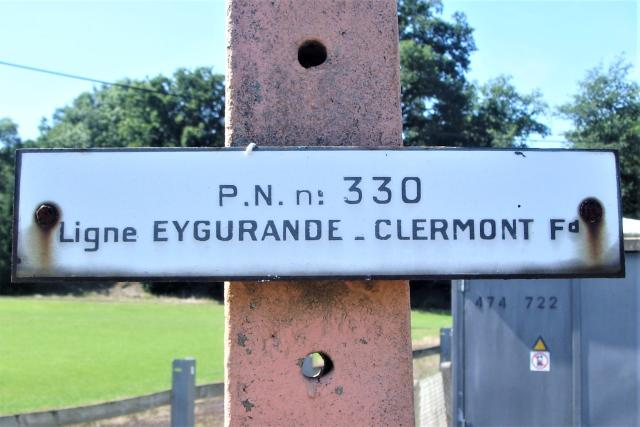 P.N. n: 330
Ligne EYGURANDE - CLERMONT Fd
474 722